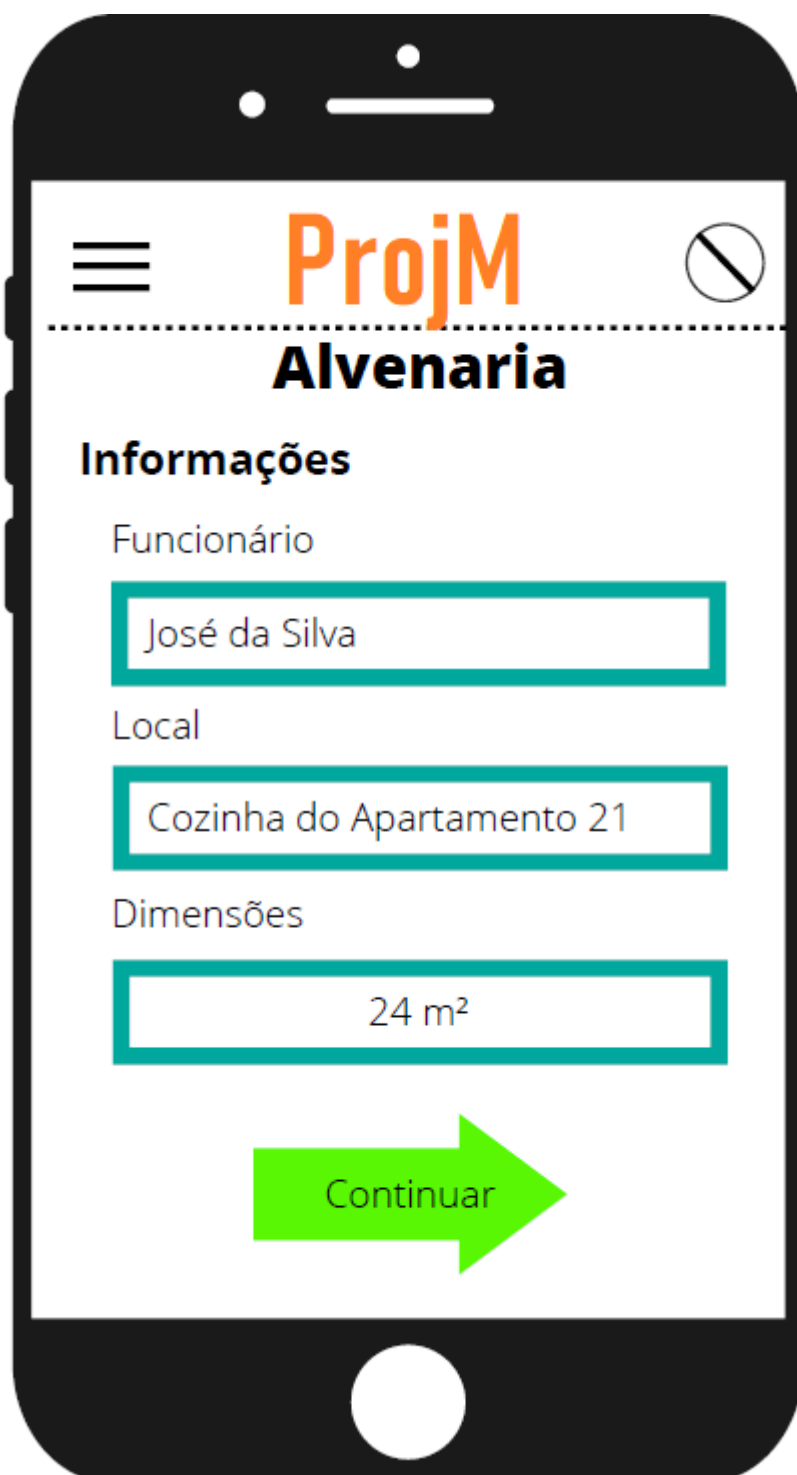 ProjM
Alvenaria
Informações
Funcionário
José da Silva
Local
Cozinha do Apartamento 21
Dimensões
24 m²
Continuar